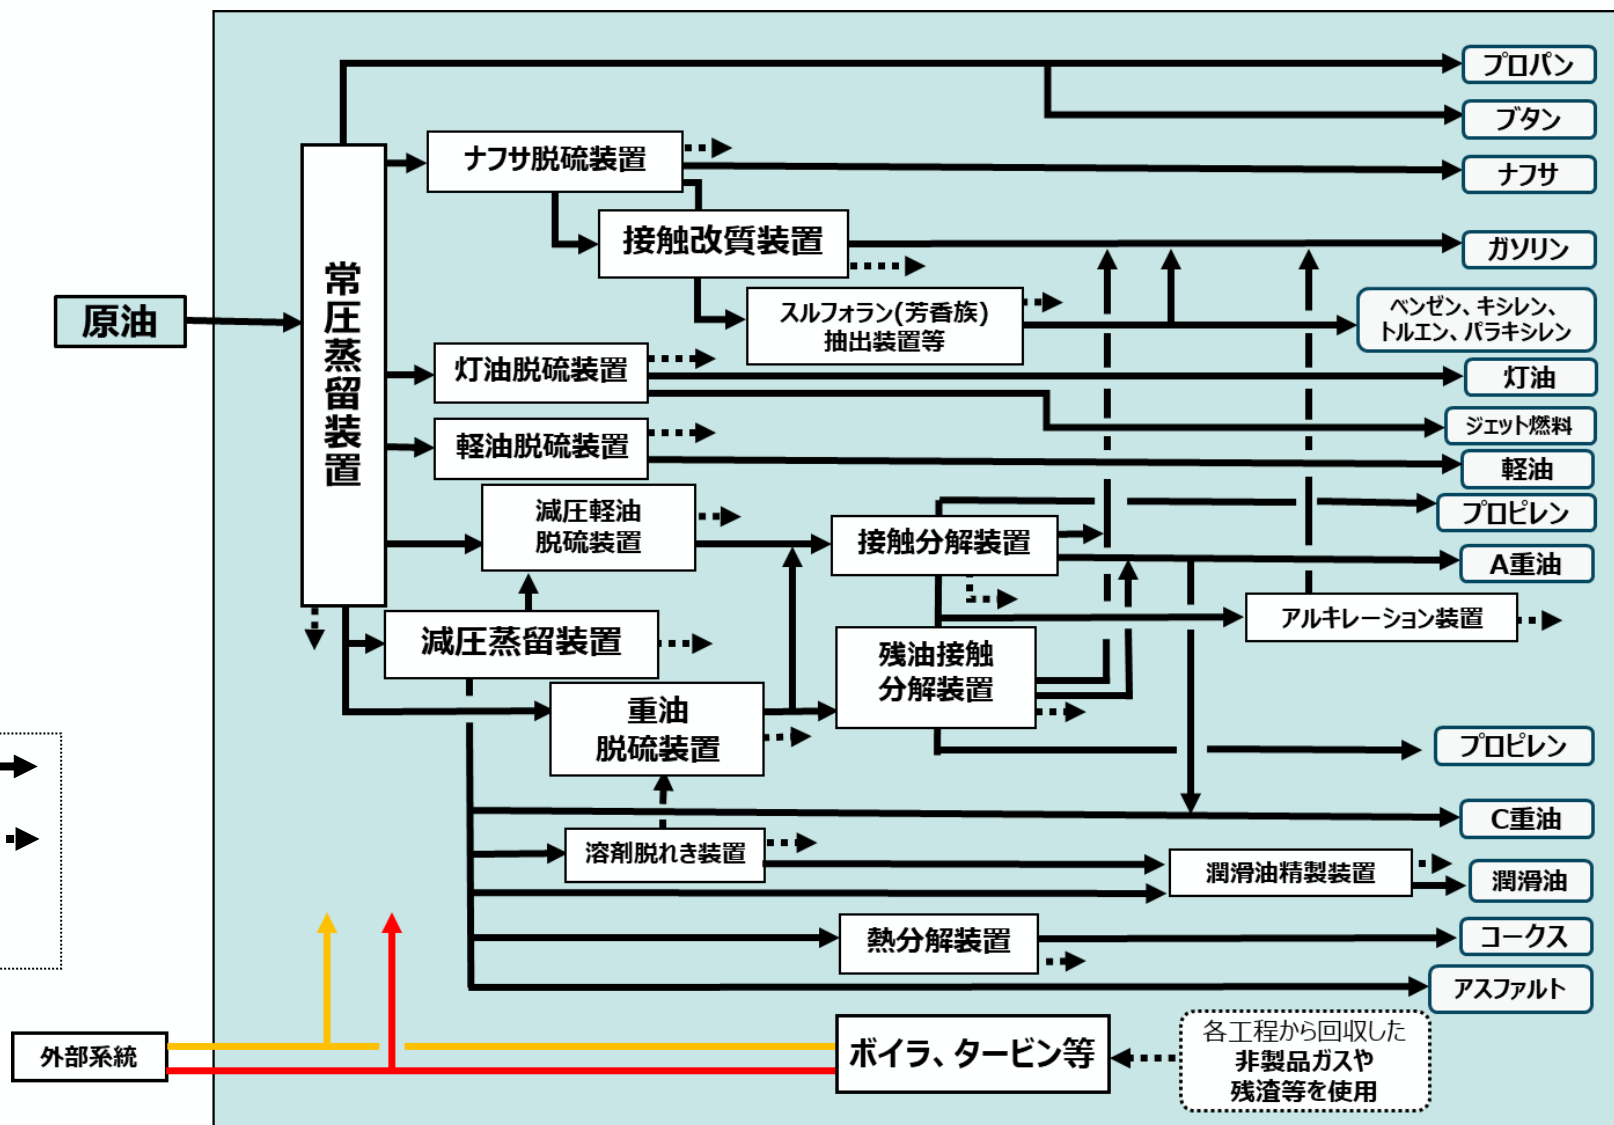 プロパン
ブタン
ナフサ脱硫装置
ナフサ
接触改質装置
ガソリン
常圧蒸留装置
原油
スルフォラン(芳香族)
抽出装置等
ベンゼン、キシレン、
トルエン、パラキシレン
灯油脱硫装置
灯油
ジェット燃料
軽油脱硫装置
軽油
減圧軽油
脱硫装置
プロピレン
接触分解装置
A重油
アルキレーション装置
減圧蒸留装置
残油接触
分解装置
重油
脱硫装置
プロピレン
C重油
溶剤脱れき装置
潤滑油精製装置
潤滑油
熱分解装置
コークス
アスファルト
外部系統
ボイラ、タービン等
各工程から回収した
非製品ガスや
残渣等を使用